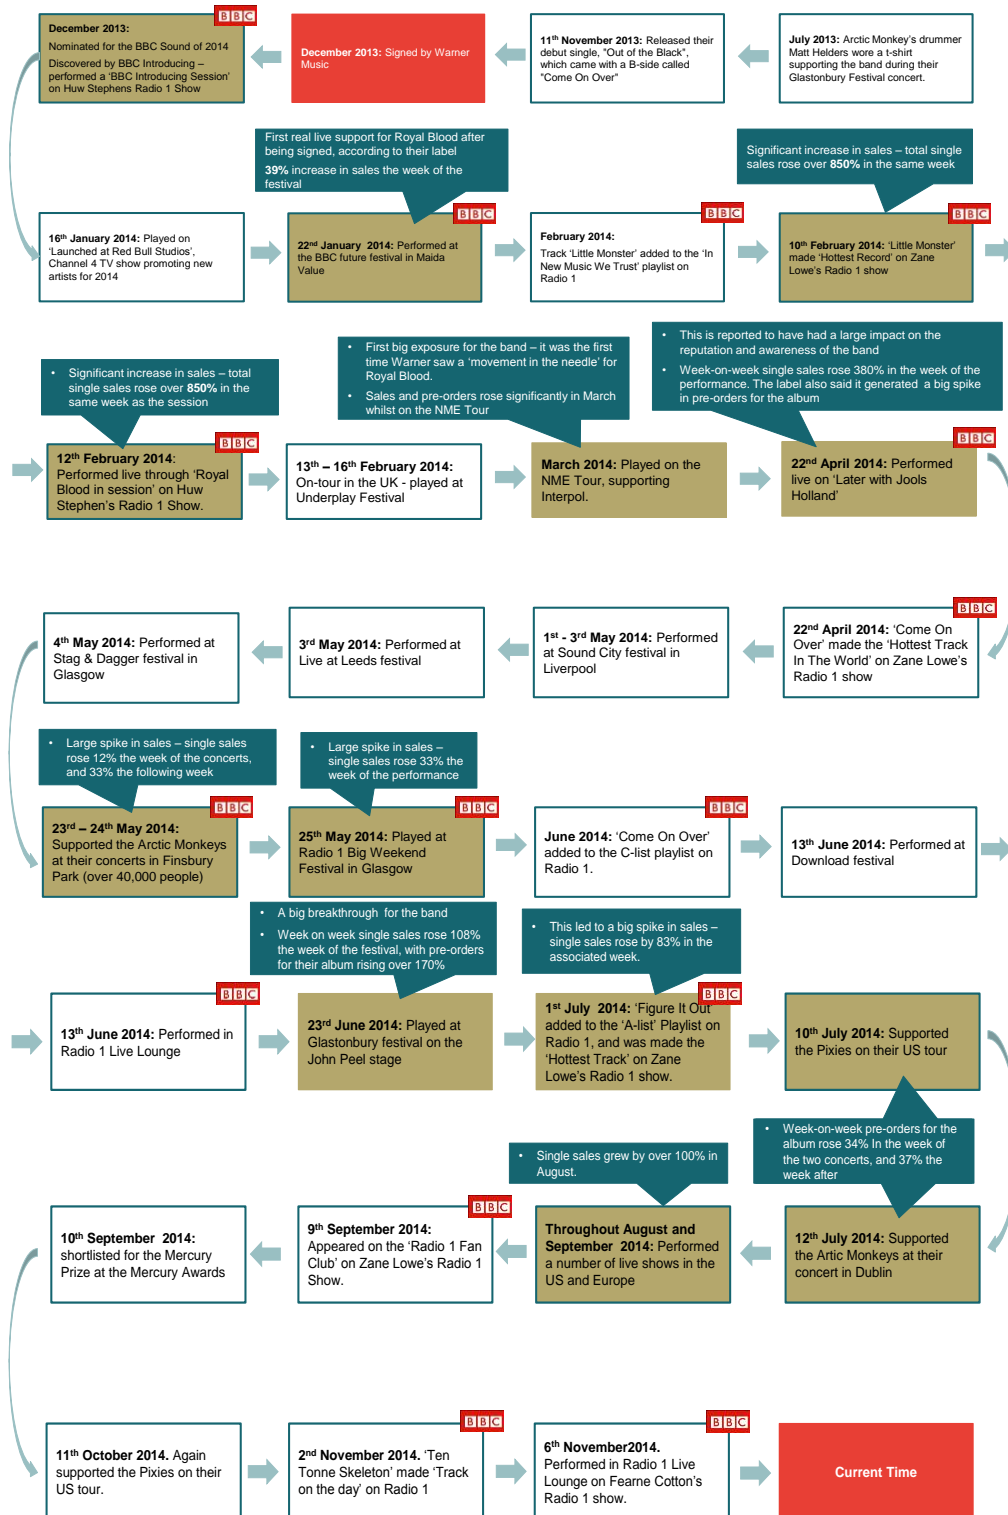 July 2013: Arctic Monkey's drummer
Matt Helders wore a t-shirt
supporting the band during their
Glastonbury Festival concert.
11th November 2013: Released their
debut single, "Out of the Black",
which came with a B-side called
"Come On Over"
December 2013: Signed by Warner
Music
BBC
December 2013:
Nominated for the BBC Sound of 2014
Discovered by BBC Introducing –
performed a 'BBC Introducing Session'
on Huw Stephens Radio 1 Show
16th January 2014: Played on
'Launched at Red Bull Studios',
Channel 4 TV show promoting new
artists for 2014
First real live support for Royal Blood after
being signed, according to their label
39% increase in sales the week of the
festival
BBC
22nd January 2014: Performed at
the BBC future festival in Maida
Value
BBC
February 2014:
Track 'Little Monster' added to the 'In
New Music We Trust' playlist on
Radio 1
Significant increase in sales – total single
sales rose over 850% in the same week
BBC
10th February 2014: 'Little Monster'
made 'Hottest Record' on Zane
Lowe's Radio 1 show
• Significant increase in sales – total
single sales rose over 850% in the
same week as the session
BBC
12th February 2014:
Performed live through 'Royal
Blood in session' on Huw
Stephen's Radio 1 Show.
13th – 16th February 2014:
On-tour in the UK - played at
Underplay Festival
• First big exposure for the band – it was the first
time Warner saw a 'movement in the needle' for
Royal Blood.
• Sales and pre-orders rose significantly in March
whilst on the NME Tour
March 2014: Played on the
NME Tour, supporting
Interpol.
• This is reported to have had a large impact on the
reputation and awareness of the band
• Week-on-week single sales rose 380% in the week of the
performance. The label also said it generated a big spike
in pre-orders for the album
BBC
22nd April 2014: Performed
live on 'Later with Jools
Holland'
BBC
22nd April 2014: 'Come On
Over' made the 'Hottest Track
In The World' on Zane Lowe's
Radio 1 show
1st - 3rd May 2014: Performed
at Sound City festival in
Liverpool
3rd May 2014: Performed at
Live at Leeds festival
4th May 2014: Performed at
Stag & Dagger festival in
Glasgow
• Large spike in sales – single sales
rose 12% the week of the concerts,
and 33% the following week
BBC
23rd – 24th May 2014:
Supported the Arctic Monkeys
at their concerts in Finsbury
Park (over 40,000 people)
• Large spike in sales –
single sales rose 33% the
week of the performance
BBC
25th May 2014: Played at
Radio 1 Big Weekend
Festival in Glasgow
BBC
June 2014: 'Come On Over'
added to the C-list playlist on
Radio 1.
13th June 2014: Performed at
Download festival
BBC
13th June 2014: Performed in
Radio 1 Live Lounge
• A big breakthrough for the band
• Week on week single sales rose 108%
the week of the festival, with pre-orders
for their album rising over 170%
23rd June 2014: Played at
Glastonbury festival on the
John Peel stage
• This led to a big spike in sales –
single sales rose by 83% in the
associated week.
BBC
1st July 2014: 'Figure It Out
added to the 'A-list' Playlist on
Radio 1, and was made the
'Hottest Track' on Zane
Lowe's Radio 1 show.
10th July 2014: Supported
the Pixies on their US tour
• Week-on-week pre-orders for the
album rose 34% In the week of
the two concerts, and 37% the
week after
12th July 2014: Supported
the Artic Monkeys at their
concert in Dublin
• Single sales grew by over 100% in
August.
Throughout August and
September 2014: Performed
a number of live shows in the
US and Europe
BBC
9th September 2014:
Appeared on the 'Radio 1 Fan
Club' on Zane Lowe's Radio 1
Show.
10th September 2014:
shortlisted for the Mercury
Prize at the Mercury Awards
11th October 2014. Again
supported the Pixies on their
US tour.
BBC
2nd November 2014. 'Ten
Tonne Skeleton' made 'Track
on the day' on Radio 1
BBC
6th November2014.
Performed in Radio 1 Live
Lounge on Fearne Cotton's
Radio 1 show.
Current Time